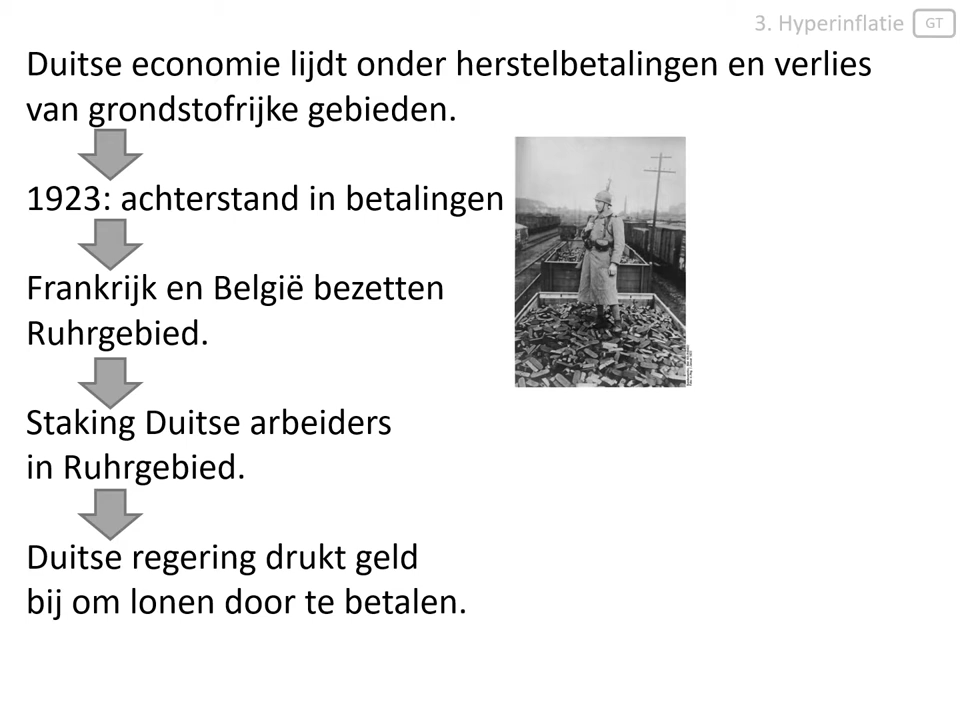 3. Hyperinflatie GT
Duitse economie lijdt onder herstelbetalingen en verlies
van grondstofrijke gebieden.
1923: achterstand in betalingen
Frankrijk en België bezetten
Ruhrgebied.
Staking Duitse arbeiders
in Ruhrgebied.
Duitse regering drukt geld
bij om lonen door te betalen.